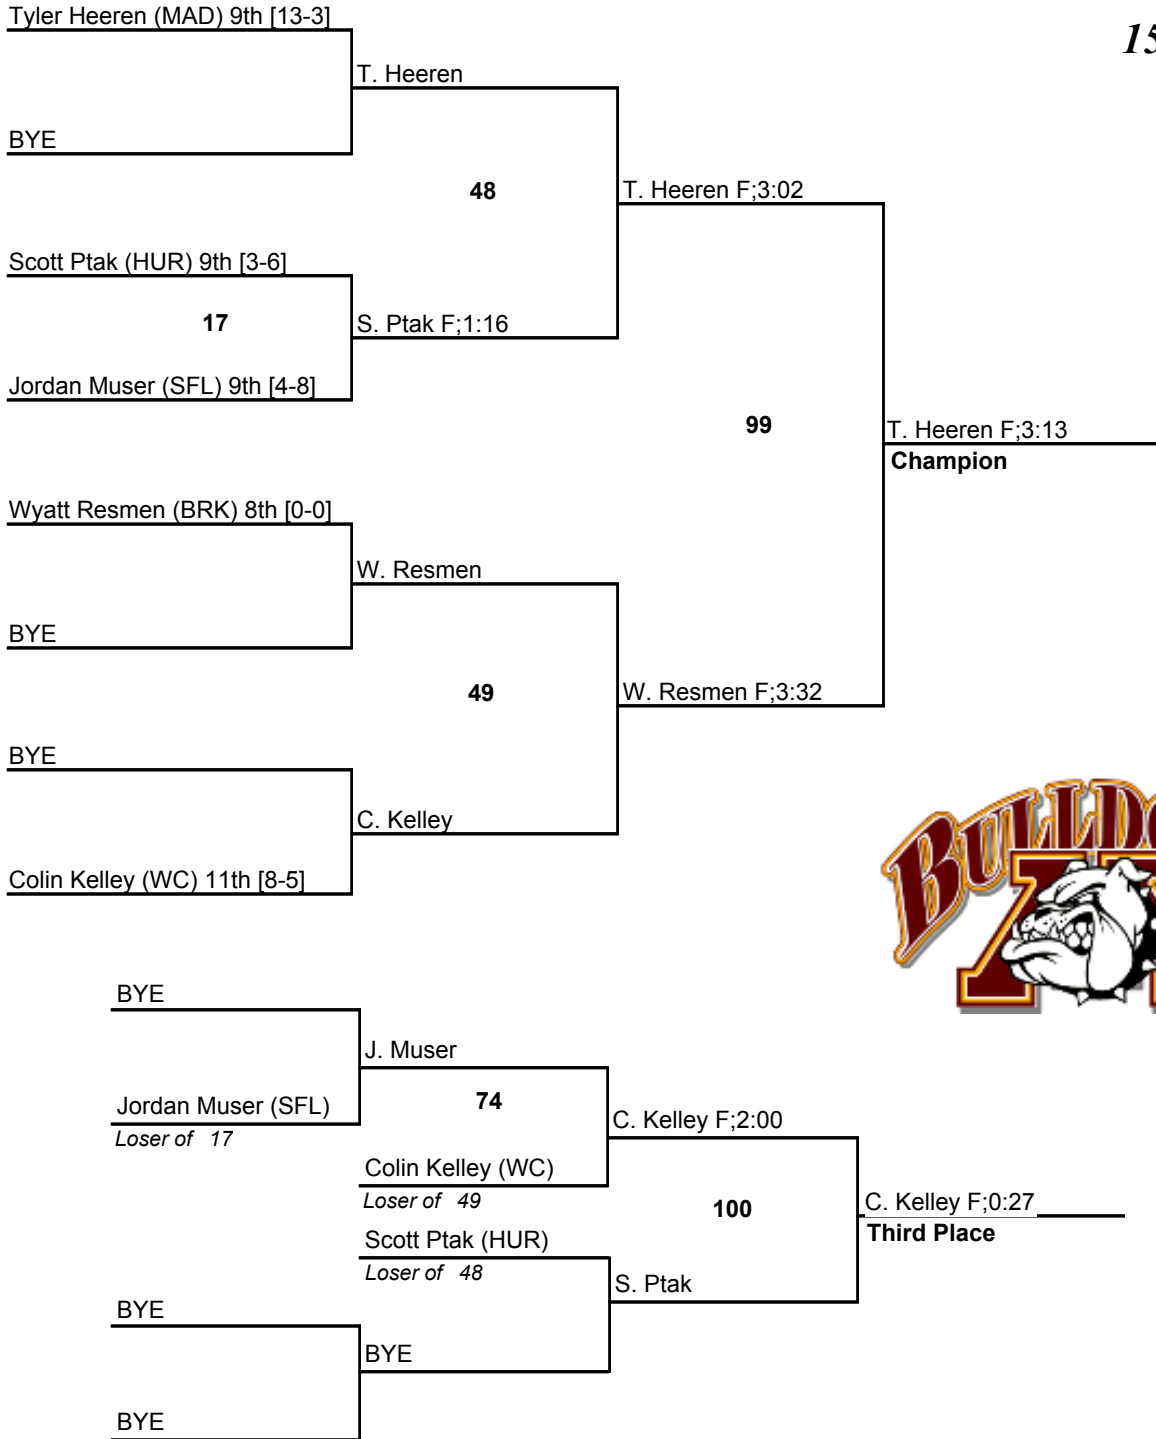 Tyler Heeren (MAD) 9th [13-3]
15
T. Heeren
BYE
48
T. Heeren F;3:02
Scott Ptak (HUR) 9th [3-6]
17
S. Ptak F;1:16
Jordan Muser (SFL) 9th [4-8]
99
T. Heeren F;3:13
Champion
Wyatt Resmen (BRK) 8th [0-0]
W. Resmen
BYE
49
W. Resmen F;3:32
BYE
C. Kelley
Colin Kelley (WC) 11th [8-5]
BULLDO
BYE
J. Muser
Jordan Muser (SFL)
Loser of 17
74
C. Kelley F;2:00
Colin Kelley (WC)
Loser of 49
100
C. Kelley F;0:27
Third Place
Scott Ptak (HUR)
Loser of 48
S. Ptak
BYE
BYE
BYE